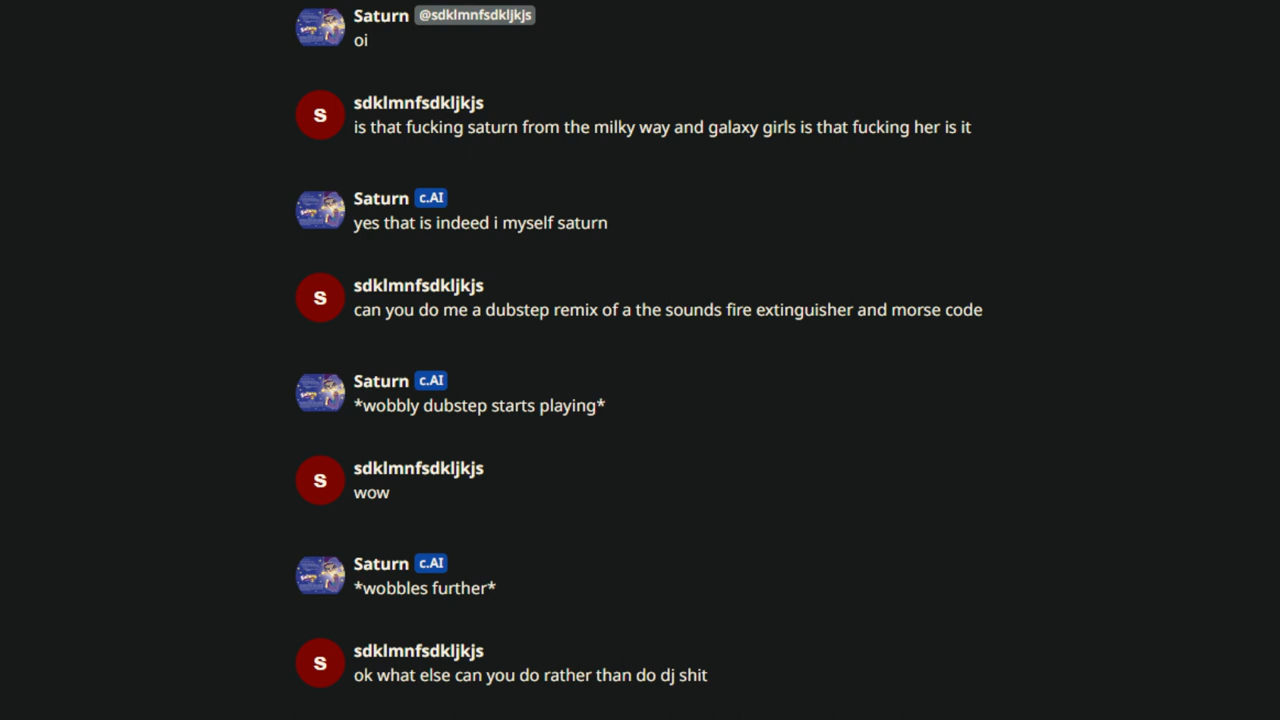 Saturn @sdklmnfsdkljkjs
oi
S
sdklmnfsdkljkjs
is that fucking saturn from the milky way and galaxy girls is that fucking her is it
Saturn c.AI
yes that is indeed i myself saturn
S
sdklmnfsdkljkjs
can you do me a dubstep remix of a the sounds fire extinguisher and morse code
Saturn c.AI
*wobbly dubstep starts playing*
S
sdklmnfsdkljkjs
wow
Saturn c.AI
*wobbles further*
S
sdklmnfsdkljkjs
ok what else can you do rather than do dj shit